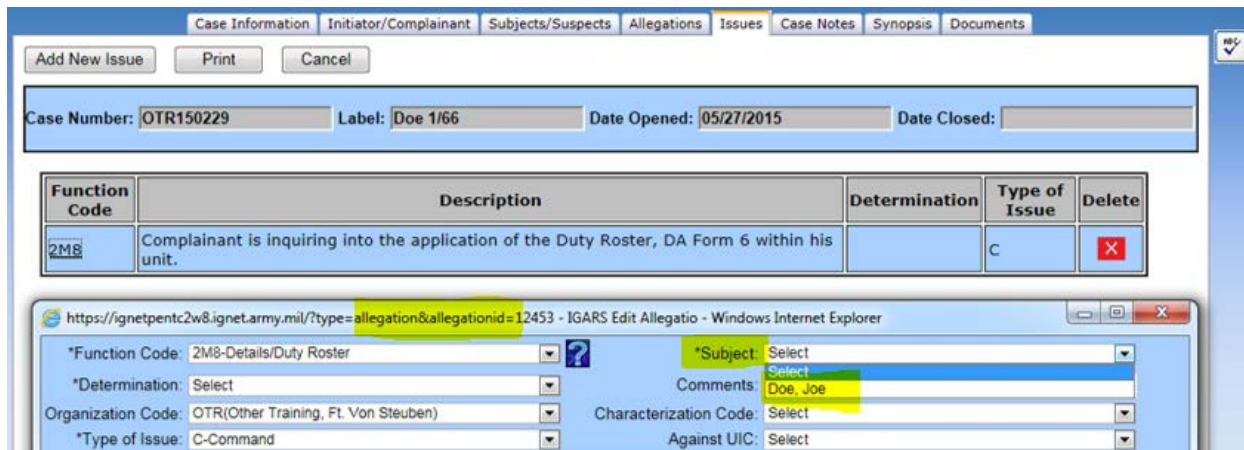 Case Information Initiator/Complainant Subjects/Suspects Allegations Issues Case Notes Synopsis Documents
ABC
Add New Issue Print Cancel
Case Number: OTR150229 Label: Doe 1/66 Date Opened: 05/27/2015 Date Closed:
Function Code Description Determination Type of Issue Delete
2M8 Complainant is inquiring into the application of the Duty Roster, DA Form 6 within his unit. C X
https://ignetpentc2w8.ignet.army.mil/?type=allegation&allegationid=12453 - IGARS Edit Allegatio - Windows Internet Explorer
*Function Code: 2M8-Details/Duty Roster ? *Subject: Select
Select
*Determination: Select Comments: Doe, Joe
Organization Code: OTR(Other Training, Ft. Von Steuben) Characterization Code: Select
*Type of Issue: C-Command Against UIC: Select